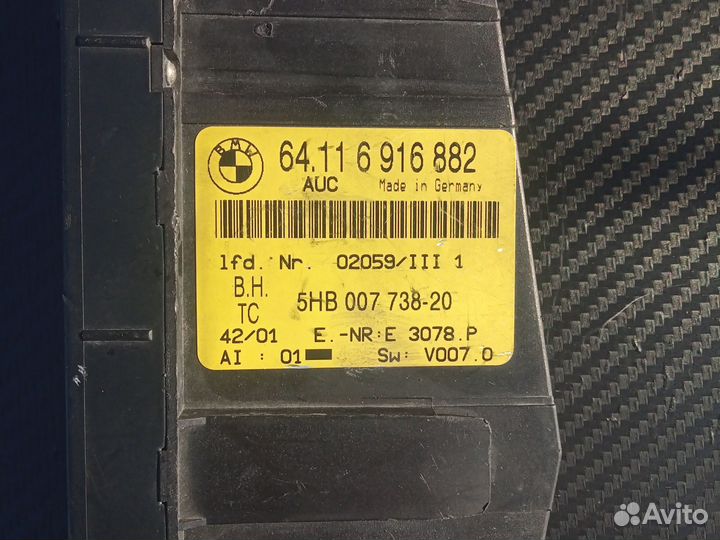 BMW
64.11 6 916 882
AUC Made in Germany
lfd. Nr. 02059/III 1
B.H.
TC 5HB 007 738-20
42/01 E.-NR:E 3078.P
AI : 01 Sw: V007.0
Avito